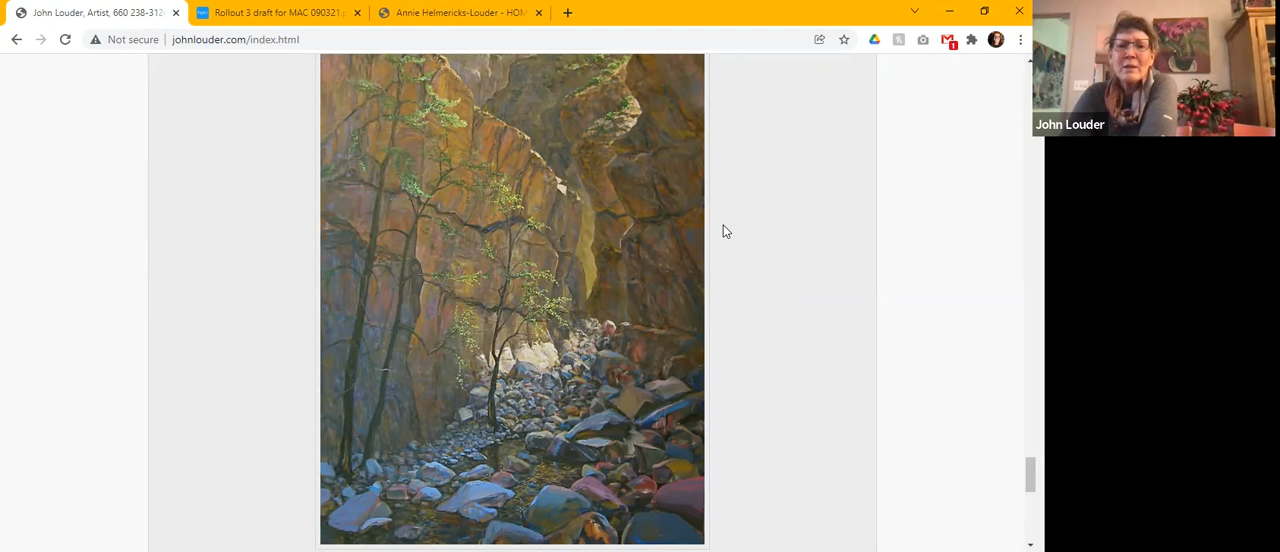 John Louder, Artist, 660 238-312
Rollout 3 draft for MAC 090321.p
Annie Helmericks-Louder - HOM
Not secure
johnlouder.com/index.html
1
John Louder